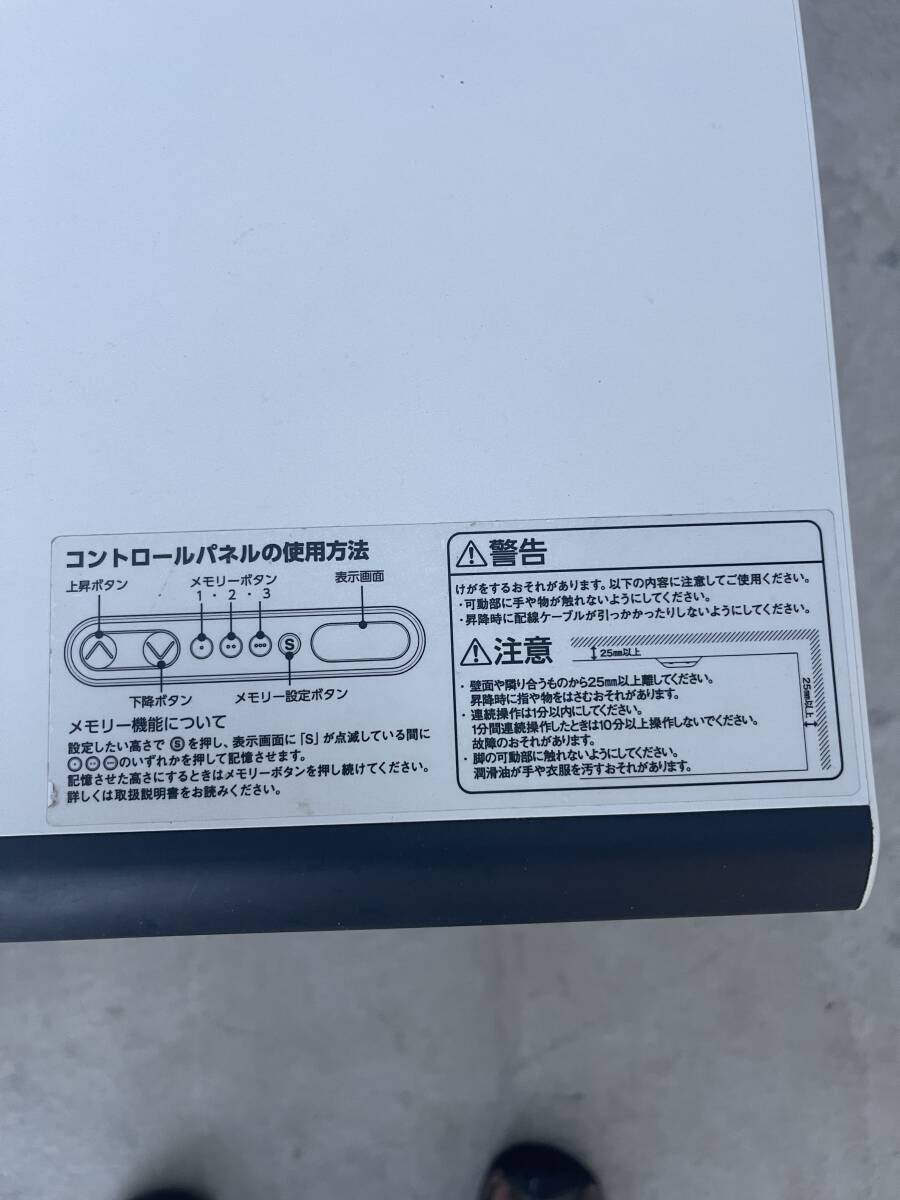 コントロールパネルの使用方法
上昇ボタン
メモリーボタン
1・2・3
表示画面
S
下降ボタン
メモリー設定ボタン
メモリー機能について
設定したい高さで Ⓢ を押し、表示画面に「S」が点滅している間に
⊙⊙⊙のいずれかを押して記憶させます。
記憶させた高さにするときはメモリーボタンを押し続けてください。
詳しくは取扱説明書をお読みください。
警告
けがをするおそれがあります。以下の内容に注意してご使用ください。
・可動部に手や物が触れないようにしてください。
・昇降時に配線ケーブルが引っかかったりしないようにしてください。
注意
25mm以上
25mm以上
・壁面や隣り合うものから25mm以上離してください。
昇降時に指や物をはさむおそれがあります。
・連続操作は1分以内にしてください。
1分間連続操作したときは10分以上操作しないでください。
故障のおそれがあります。
・脚の可動部に触れないようにしてください。
潤滑油が手や衣服を汚すおそれがあります。